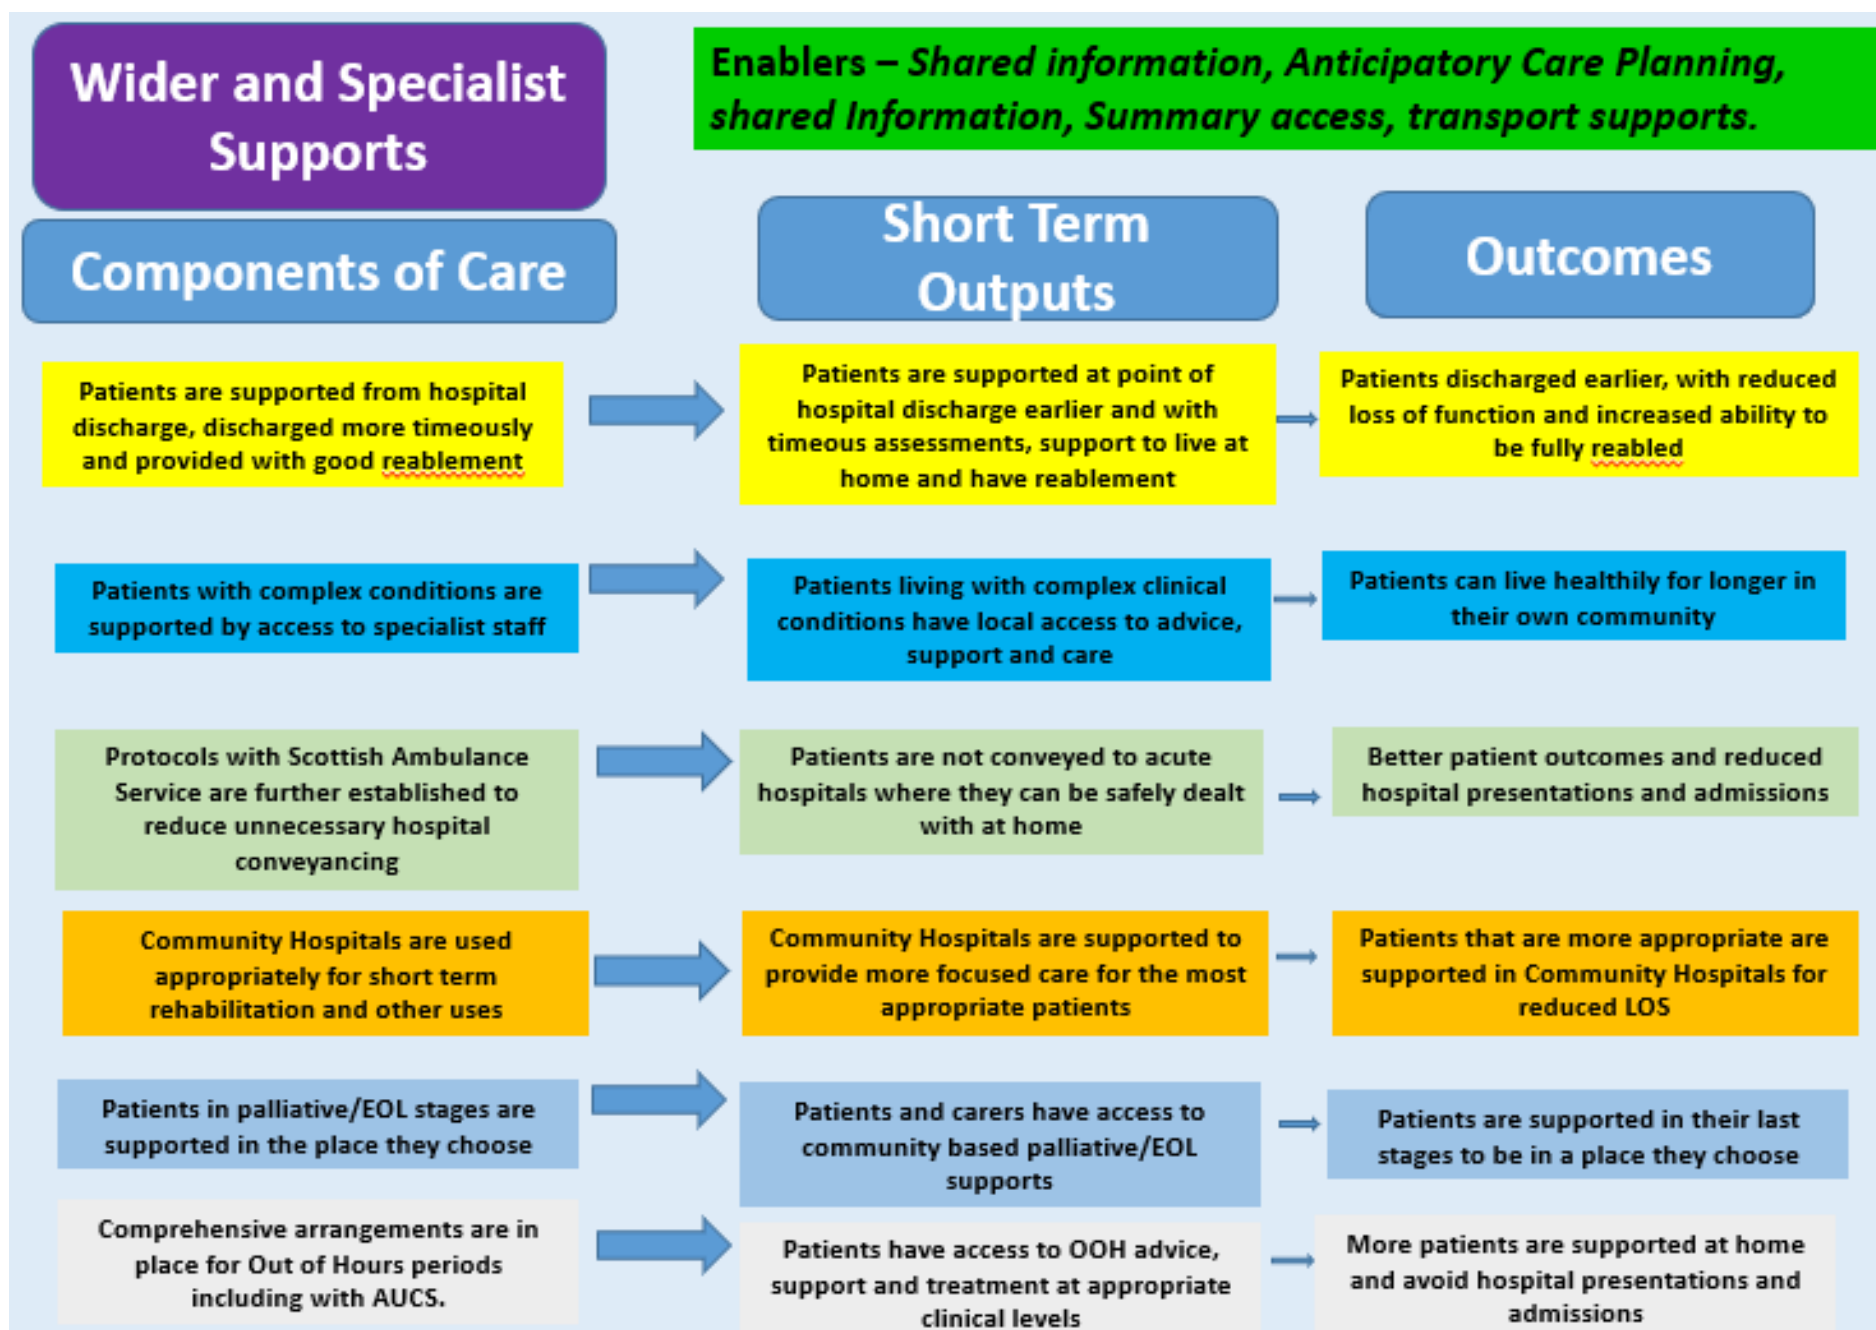 Wider and Specialist
Supports
Enablers – Shared information, Anticipatory Care Planning,
shared Information, Summary access, transport supports.
Components of Care
Short Term
Outputs
Outcomes
Patients are supported from hospital
discharge, discharged more timeously
and provided with good reablement
Patients are supported at point of
hospital discharge earlier and with
timeous assessments, support to live at
home and have reablement
Patients discharged earlier, with reduced
loss of function and increased ability to
be fully reabled
Patients with complex conditions are
supported by access to specialist staff
Patients living with complex clinical
conditions have local access to advice,
support and care
Patients can live healthily for longer in
their own community
Protocols with Scottish Ambulance
Service are further established to
reduce unnecessary hospital
conveyancing
Patients are not conveyed to acute
hospitals where they can be safely dealt
with at home
Better patient outcomes and reduced
hospital presentations and admissions
Community Hospitals are used
appropriately for short term
rehabilitation and other uses
Community Hospitals are supported to
provide more focused care for the most
appropriate patients
Patients that are more appropriate are
supported in Community Hospitals for
reduced LOS
Patients in palliative/EOL stages are
supported in the place they choose
Patients and carers have access to
community based palliative/EOL
supports
Patients are supported in their last
stages to be in a place they choose
Comprehensive arrangements are in
place for Out of Hours periods
including with AUCS.
Patients have access to OOH advice,
support and treatment at appropriate
clinical levels
More patients are supported at home
and avoid hospital presentations and
admissions